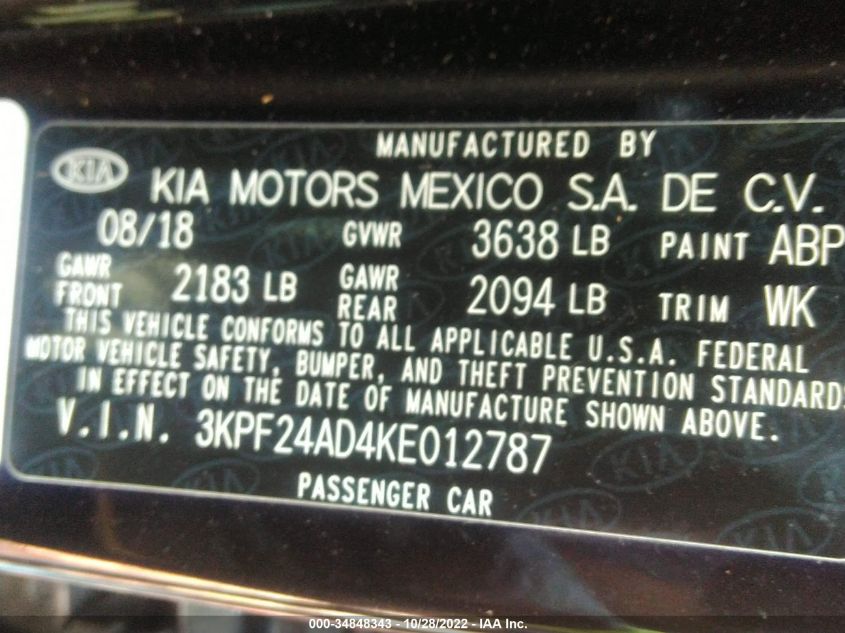 MANUFACTURED BY
KIA KIA MOTORS MEXICO S.A. DE C.V.
08/18 GVWR 3638 LB PAINT ABP
GAWR FRONT 2183 LB GAWR REAR 2094 LB TRIM WK
THIS VEHICLE CONFORMS TO ALL APPLICABLE U.S.A. FEDERAL
MOTOR VEHICLE SAFETY, BUMPER, AND THEFT PREVENTION STANDARDS
IN EFFECT ON THE DATE OF MANUFACTURE SHOWN ABOVE.
V.I.N. 3KPF24AD4KE012787
PASSENGER CAR
000-34848343 - 10/28/2022 - IAA Inc.